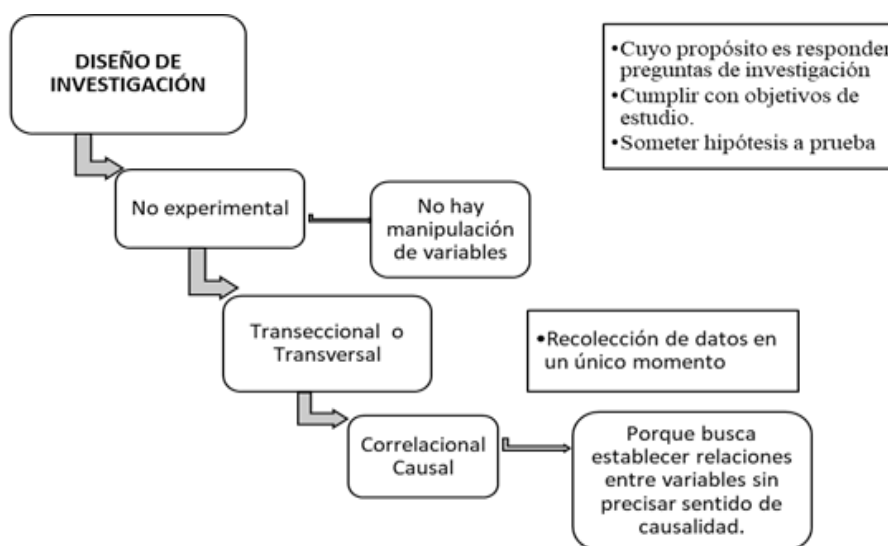 DISEÑO DE
INVESTIGACIÓN
•Cuyo propósito es responder
preguntas de investigación
•Cumplir con objetivos de
estudio.
•Someter hipótesis a prueba
No experimental
No hay
manipulación
de variables
Transeccional o
Transversal
•Recolección de datos en
un único momento
Correlacional
Causal
Porque busca
establecer relaciones
entre variables sin
precisar sentido de
causalidad.